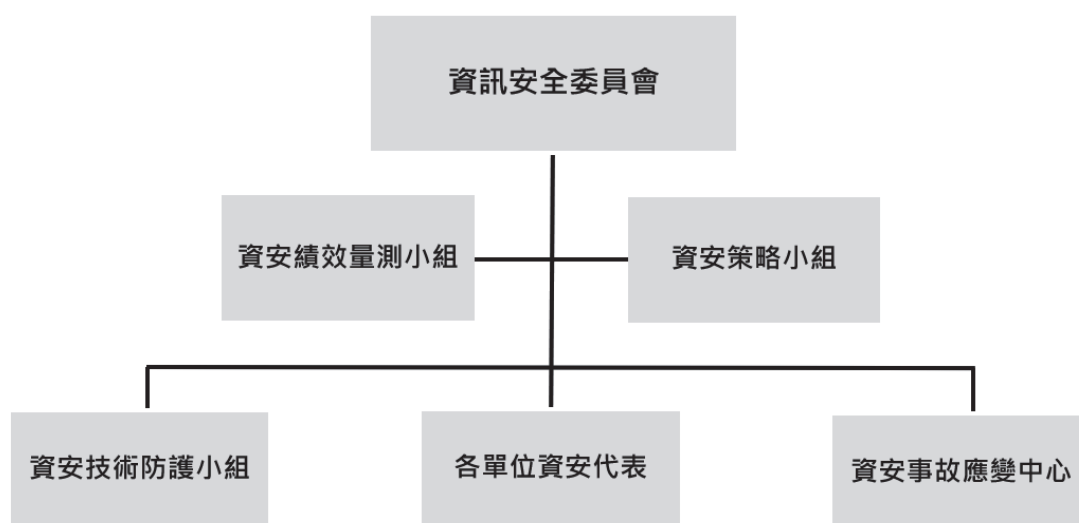 資訊安全委員會
資安績效量測小組
資安策略小組
資安技術防護小組
各單位資安代表
資安事故應變中心